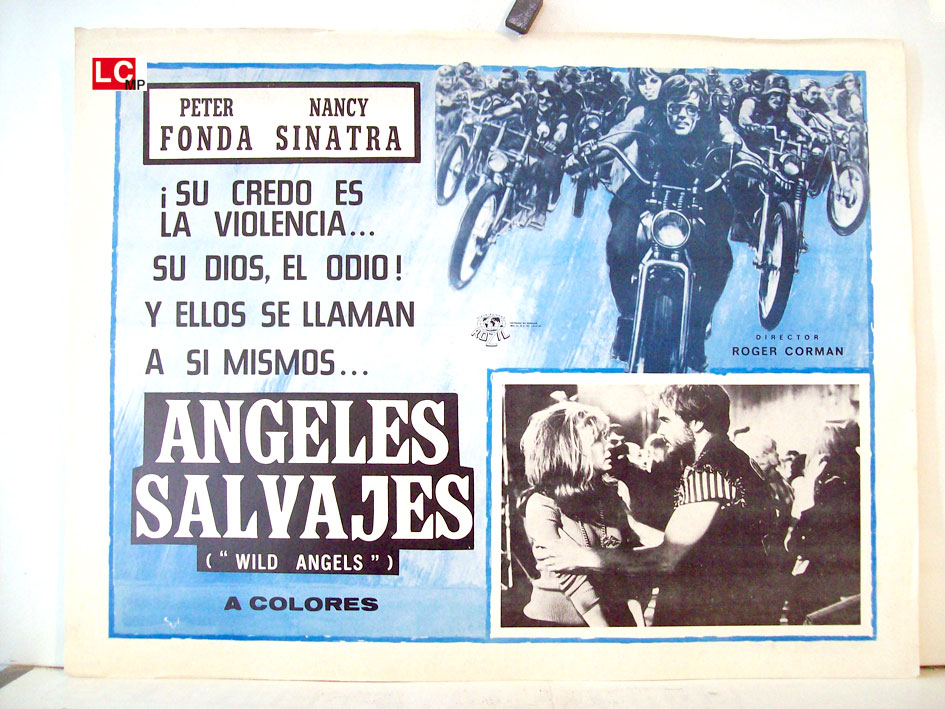 LC
MP
PETER NANCY
FONDA SINATRA
¡SU CREDO ES
LA VIOLENCIA...
SU DIOS, EL ODIO!
Y ELLOS SE LLAMAN
A SI MISMOS...
ANGELES
SALVAJES
("WILD ANGELS")
A COLORES
DIRECTOR
ROGER CORMAN